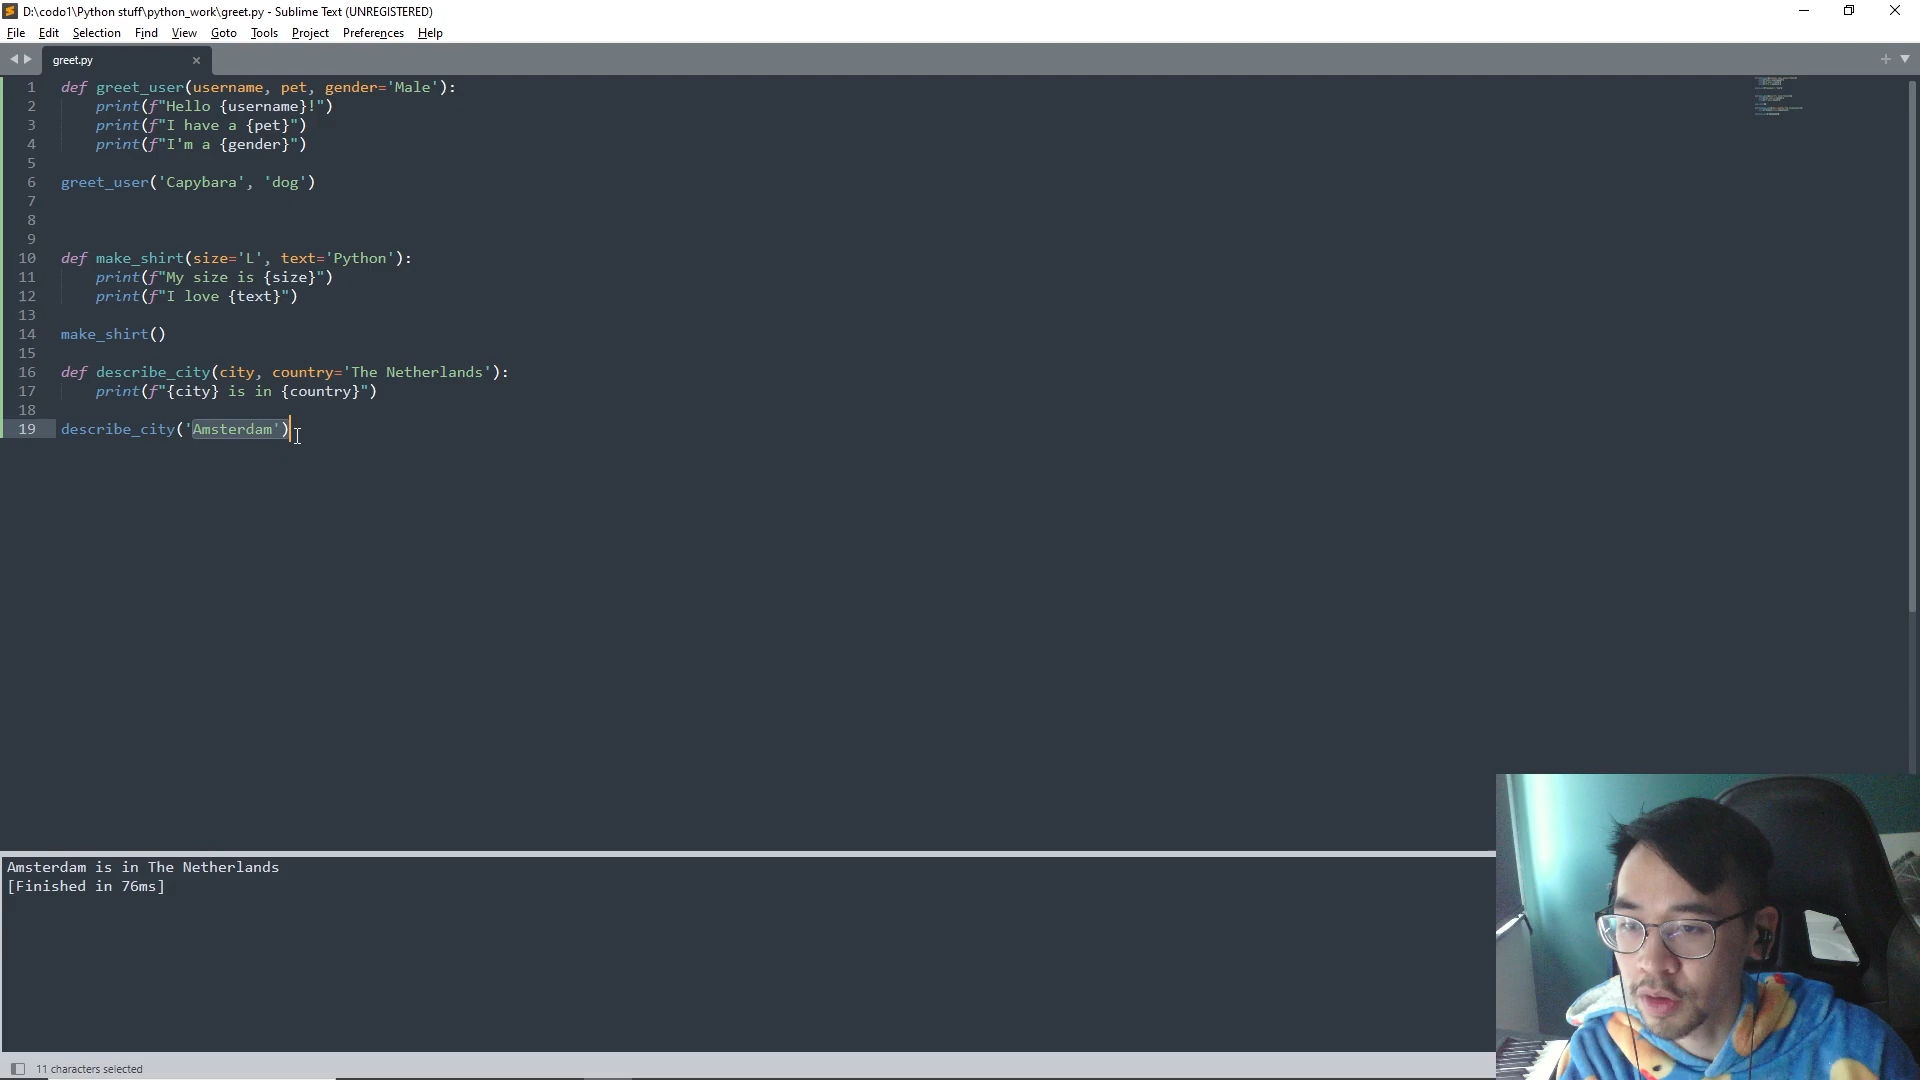 D:\codo1\Python stuff\python_work\greet.py - Sublime Text (UNREGISTERED)
File Edit Selection Find View Goto Tools Project Preferences Help
greet.py
1 def greet_user(username, pet, gender='Male'):
2 print(f"Hello {username}!")
3 print(f"I have a {pet}")
4 print(f"I'm a {gender}")
5
6 greet_user('Capybara', 'dog')
7
8
9
10 def make_shirt(size='L', text='Python'):
11 print(f"My size is {size}")
12 print(f"I love {text}")
13
14 make_shirt()
15
16 def describe_city(city, country='The Netherlands'):
17 print(f"{city} is in {country}")
18
19 describe_city('Amsterdam')
Amsterdam is in The Netherlands
[Finished in 76ms]
11 characters selected